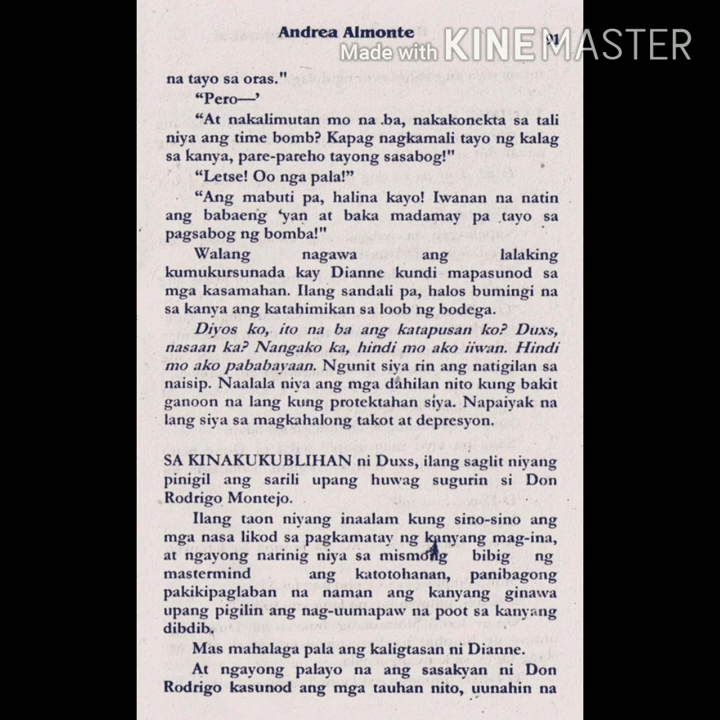 Andrea Almonte
91
Made with KINEMASTER
na tayo sa oras."
“Pero—’
“At nakalimutan mo na ba, nakakonekta sa tali
niya ang time bomb? Kapag nagkamali tayo ng kalag
sa kanya, pare-pareho tayong sasabog!"
“Letse! Oo nga pala!”
“Ang mabuti pa, halina kayo! Iwanan na natin
ang babaeng ‘yan at baka madamay pa tayo sa
pagsabog ng bomba!"
Walang nagawa ang lalaking
kumukursunada kay Dianne kundi mapasunod sa
mga kasamahan. Ilang sandali pa, halos bumingi na
sa kanya ang katahimikan sa loob ng bodega.
Diyos ko, ito na ba ang katapusan ko? Duxs,
nasaan ka? Nangako ka, hindi mo ako iiwan. Hindi
mo ako pababayaan. Ngunit siya rin ang natigilan sa
naisip. Naalala niya ang mga dahilan nito kung bakit
ganoon na lang kung protektahan siya. Napaiyak na
lang siya sa magkahalong takot at depresyon.
SA KINAKUKUBLIHAN ni Duxs, ilang saglit niyang
pinigil ang sarili upang huwag sugurin si Don
Rodrigo Montejo.
Ilang taon niyang inaalam kung sino-sino ang
mga nasa likod sa pagkamatay ng kanyang mag-ina,
at ngayong narinig niya sa mismong bibig ng
mastermind ang katotohanan, panibagong
pakikipaglaban na naman ang kanyang ginawa
upang pigilin ang nag-uumapaw na poot sa kanyang
dibdib.
Mas mahalaga pala ang kaligtasan ni Dianne.
At ngayong palayo na ang sasakyan ni Don
Rodrigo kasunod ang mga tauhan nito, uunahin na